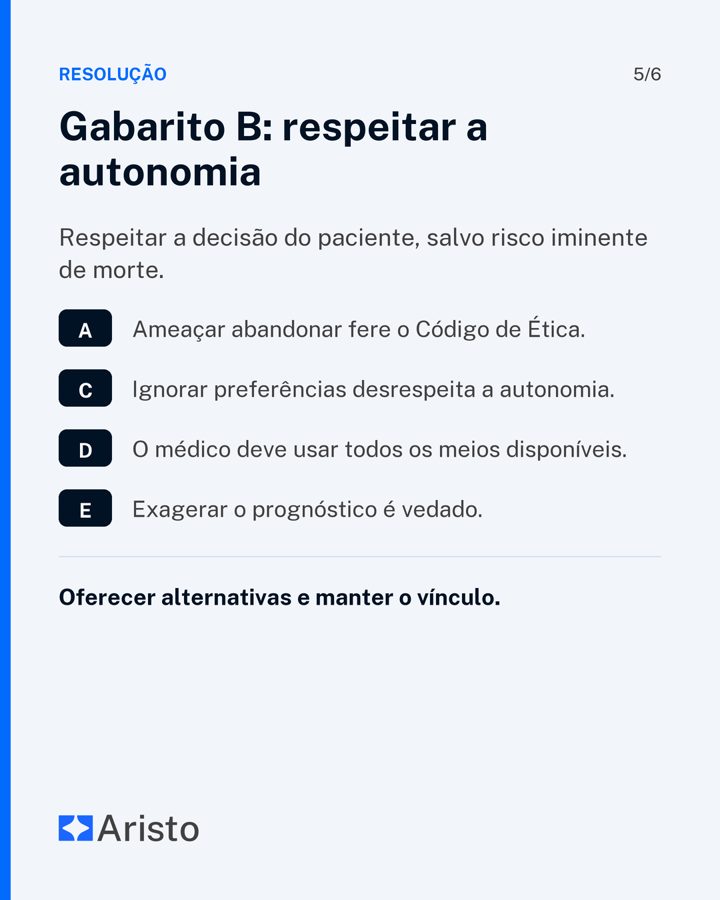 RESOLUÇÃO
5/6
Gabarito B: respeitar a
autonomia
Respeitar a decisão do paciente, salvo risco iminente
de morte.
A Ameaçar abandonar fere o Código de Ética.
C Ignorar preferências desrespeita a autonomia.
D O médico deve usar todos os meios disponíveis.
E Exagerar o prognóstico é vedado.
Oferecer alternativas e manter o vínculo.
Aristo